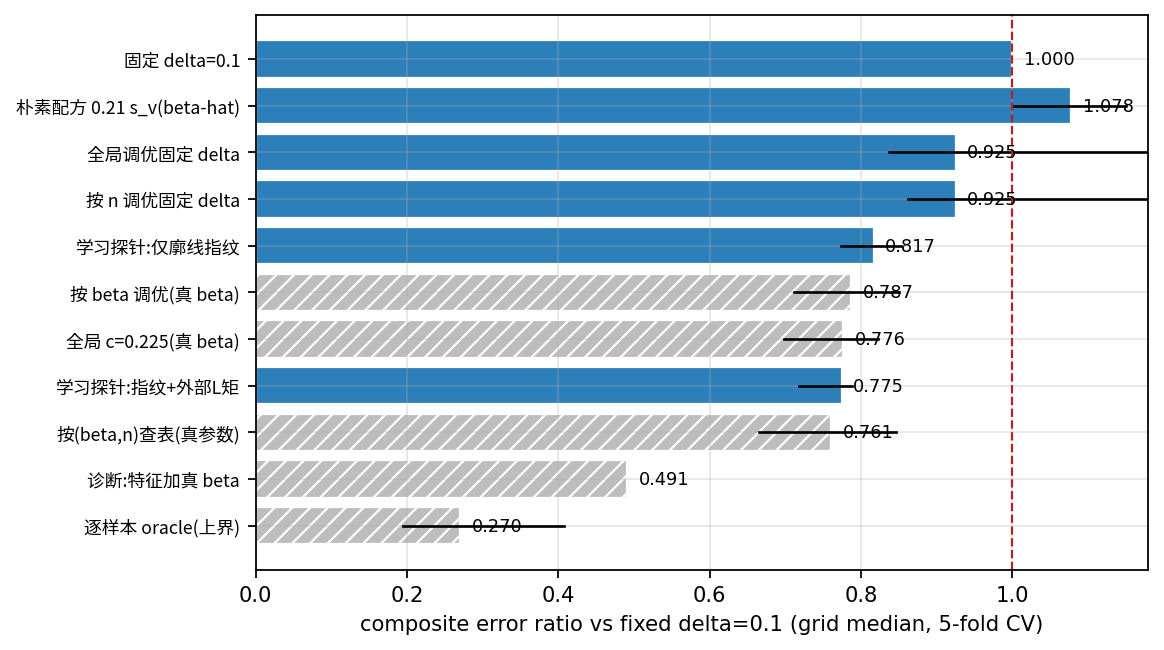 固定 delta=0.1
1.000
朴素配方 0.21 s_v(beta-hat)
1.078
全局调优固定 delta
0.925
按 n 调优固定 delta
0.925
学习探针:仅廓线指纹
0.817
按 beta 调优(真 beta)
0.787
全局 c=0.225(真 beta)
0.776
学习探针:指纹+外部L矩
0.775
按(beta,n)查表(真参数)
0.761
诊断:特征加真 beta
0.491
逐样本 oracle(上界)
0.270
0.0 0.2 0.4 0.6 0.8 1.0
composite error ratio vs fixed delta=0.1 (grid median, 5-fold CV)